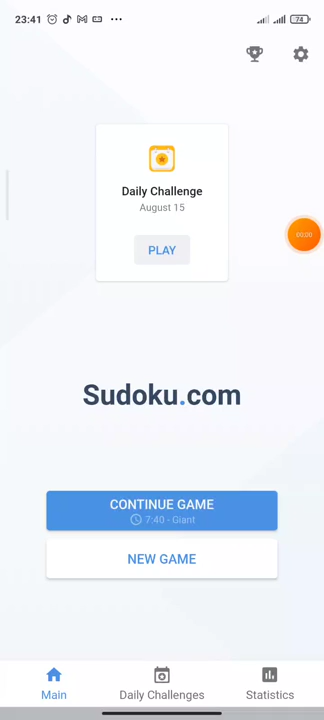 23:41
74
Daily Challenge
August 15
PLAY
00:00
Sudoku.com
CONTINUE GAME
7:40 - Giant
NEW GAME
Main
Daily Challenges
Statistics